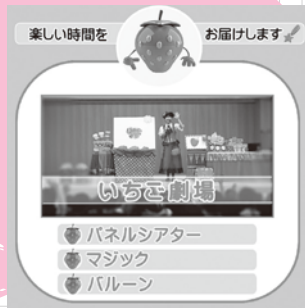 楽しい時間を お届けします
いちご劇場
パネルシアター
マジック
バルーン